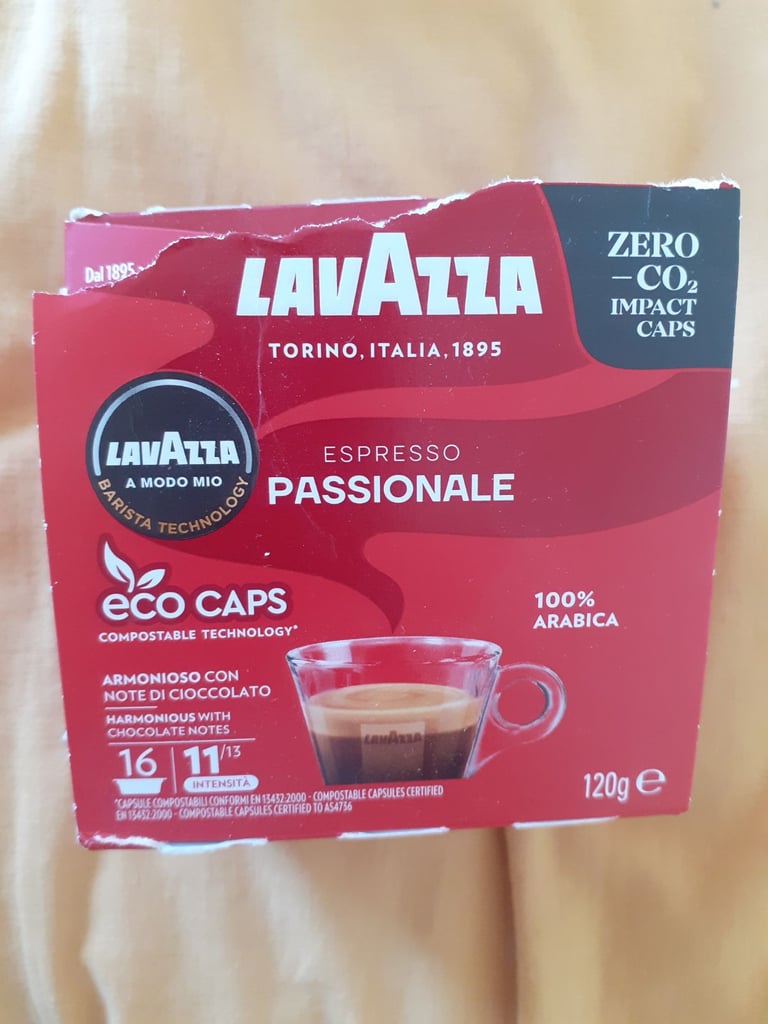 Dal 1895
LAVAZZA
TORINO, ITALIA, 1895
ZERO
–CO₂
IMPACT
CAPS
LAVAZZA
A MODO MIO
BARISTA TECHNOLOGY
ESPRESSO
PASSIONALE
eco CAPS
COMPOSTABLE TECHNOLOGY*
100%
ARABICA
ARMONIOSO CON
NOTE DI CIOCCOLATO
HARMONIOUS WITH
CHOCOLATE NOTES
16
11/13
INTENSITÀ
LAVAZZA
120g ℮
*CAPSULE COMPOSTABILI CONFORMI EN 13432:2000 - COMPOSTABLE CAPSULES CERTIFIED
EN 13432:2000 - COMPOSTABLE CAPSULES CERTIFIED TO AS4736